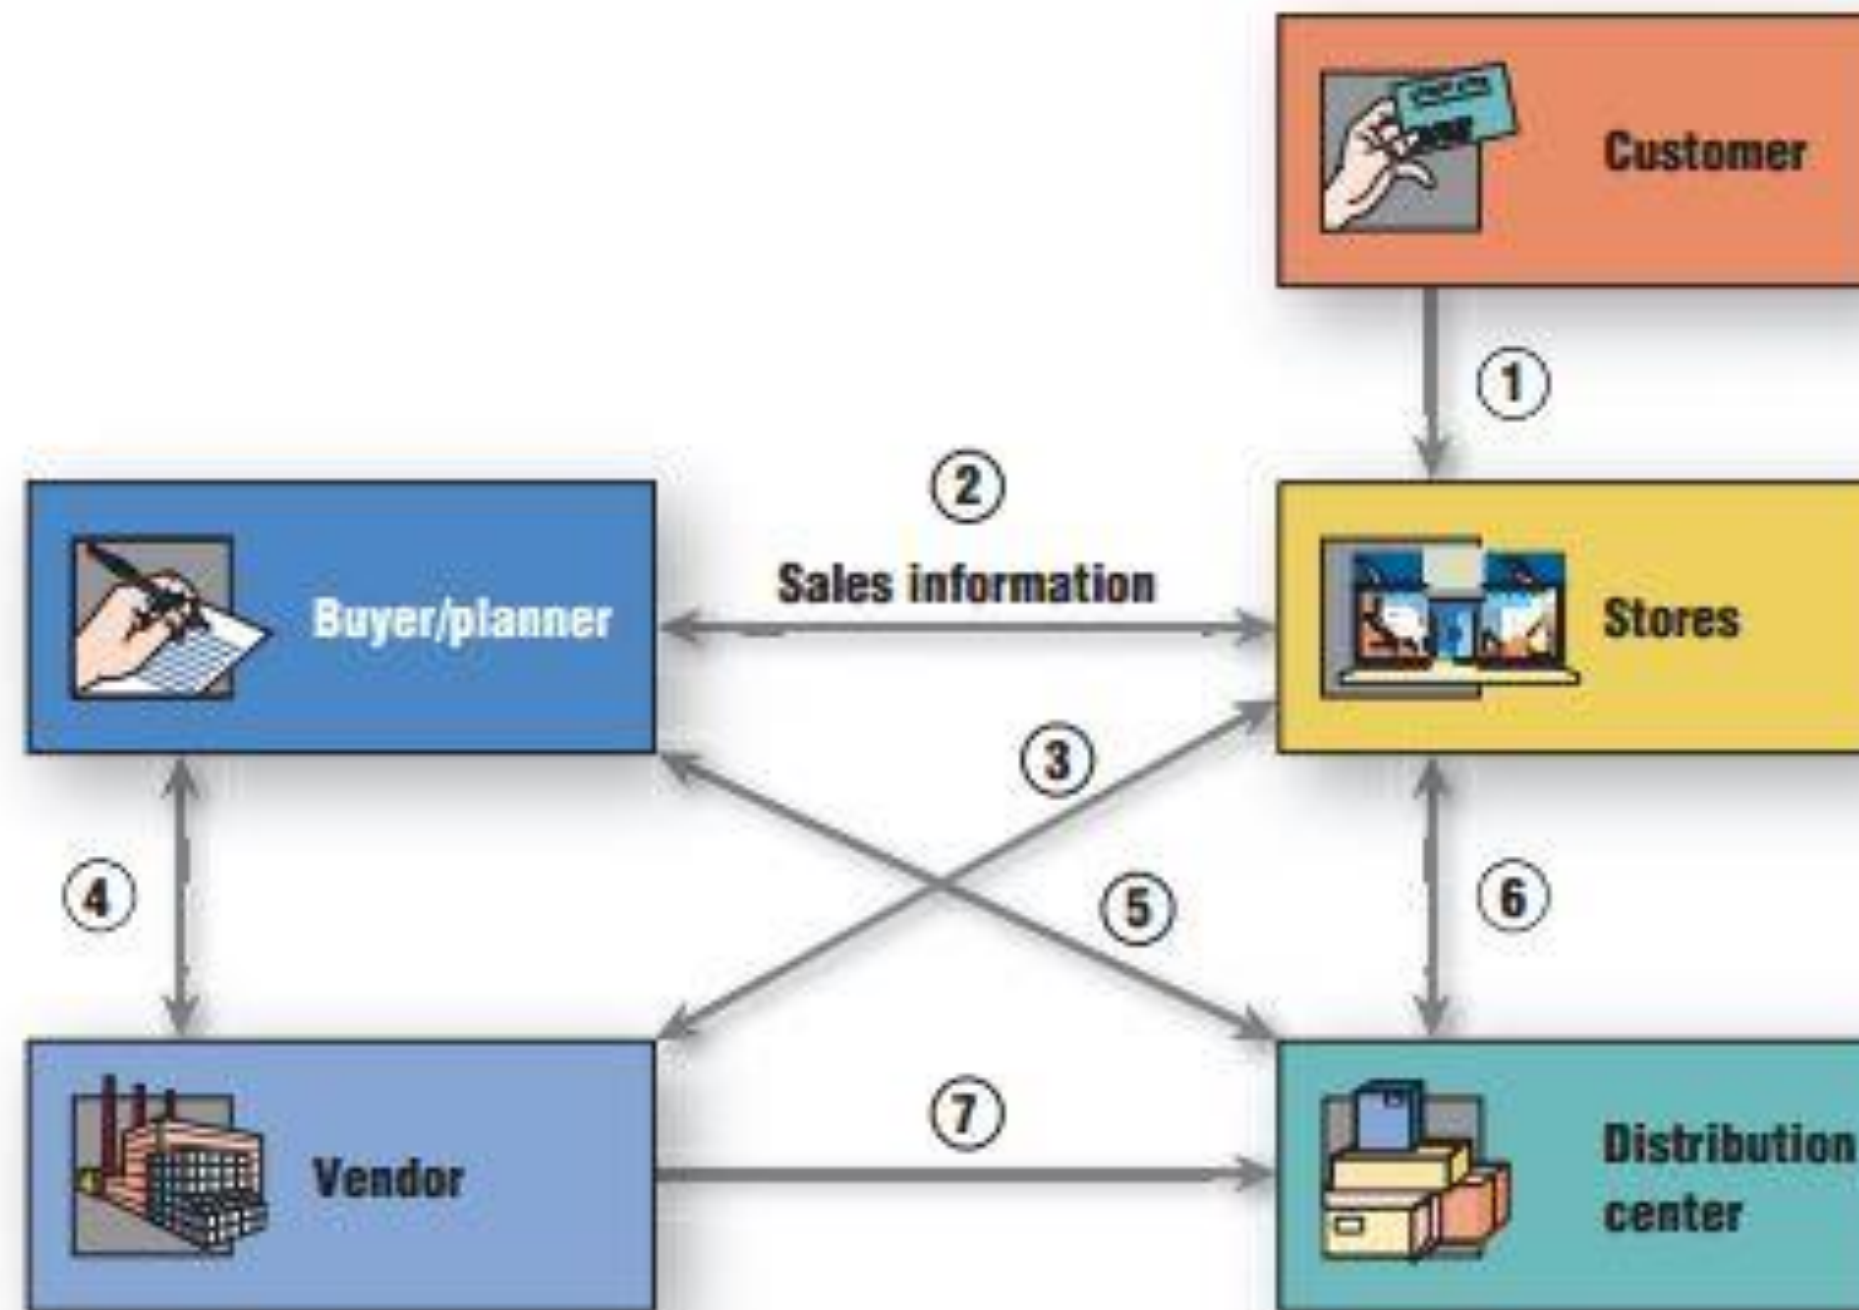 Customer
1
2
Sales information
Buyer/planner
Stores
3
4
5
6
7
Vendor
Distribution
center